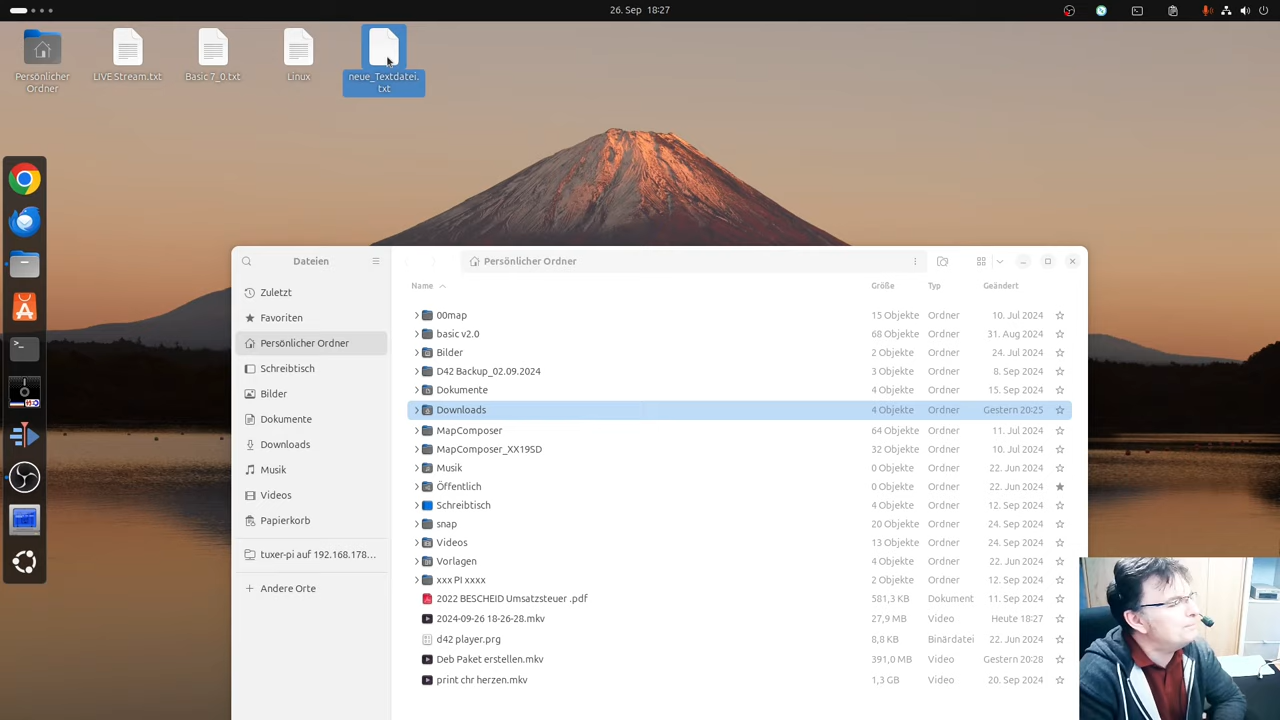 26. Sep 18:27
Persönlicher
Ordner
LIVE Stream.txt
Basic 7_0.txt
Linux
neue_Textdatei.
txt
Dateien
Persönlicher Ordner
Zuletzt
Favoriten
Persönlicher Ordner
Schreibtisch
Bilder
Dokumente
Downloads
Musik
Videos
Papierkorb
tuxer-pi auf 192.168.178…
Andere Orte
Name Größe Typ Geändert
00map 15 Objekte Ordner 10. Jul 2024
basic v2.0 68 Objekte Ordner 31. Aug 2024
Bilder 2 Objekte Ordner 24. Jul 2024
D42 Backup_02.09.2024 3 Objekte Ordner 8. Sep 2024
Dokumente 4 Objekte Ordner 15. Sep 2024
Downloads 4 Objekte Ordner Gestern 20:25
MapComposer 64 Objekte Ordner 11. Jul 2024
MapComposer_XX19SD 32 Objekte Ordner 10. Jul 2024
Musik 0 Objekte Ordner 22. Jun 2024
Öffentlich 0 Objekte Ordner 22. Jun 2024
Schreibtisch 4 Objekte Ordner 12. Sep 2024
snap 20 Objekte Ordner 24. Sep 2024
Videos 13 Objekte Ordner 24. Sep 2024
Vorlagen 4 Objekte Ordner 22. Jun 2024
xxx PI xxxx 2 Objekte Ordner 12. Sep 2024
2022 BESCHEID Umsatzsteuer .pdf 581,3 KB Dokument 11. Sep 2024
2024-09-26 18-26-28.mkv 27,9 MB Video Heute 18:27
d42 player.prg 8,8 KB Binärdatei 22. Jun 2024
Deb Paket erstellen.mkv 391,0 MB Video Gestern 20:28
print chr herzen.mkv 1,3 GB Video 20. Sep 2024